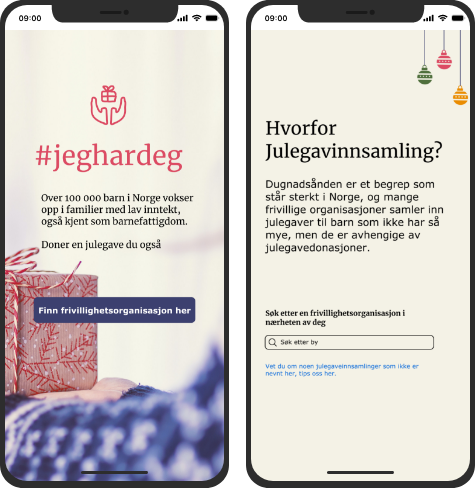 09:00
#jeghardeg
Over 100 000 barn i Norge vokser
opp i familier med lav inntekt,
også kjent som barnefattigdom.
Doner en julegave du også
Finn frivillighetsorganisasjon her
09:00
Hvorfor
Julegavinnsamling?
Dugnadsånden er et begrep som
står sterkt i Norge, og mange
frivillige organisasjoner samler inn
julegaver til barn som ikke har så
mye, men de er avhengige av
julegavedonasjoner.
Søk etter en frivillighetsorganisasjon i
nærheten av deg
Søk etter by
Vet du om noen julegaveinnsamlinger som ikke er
nevnt her, tips oss her.